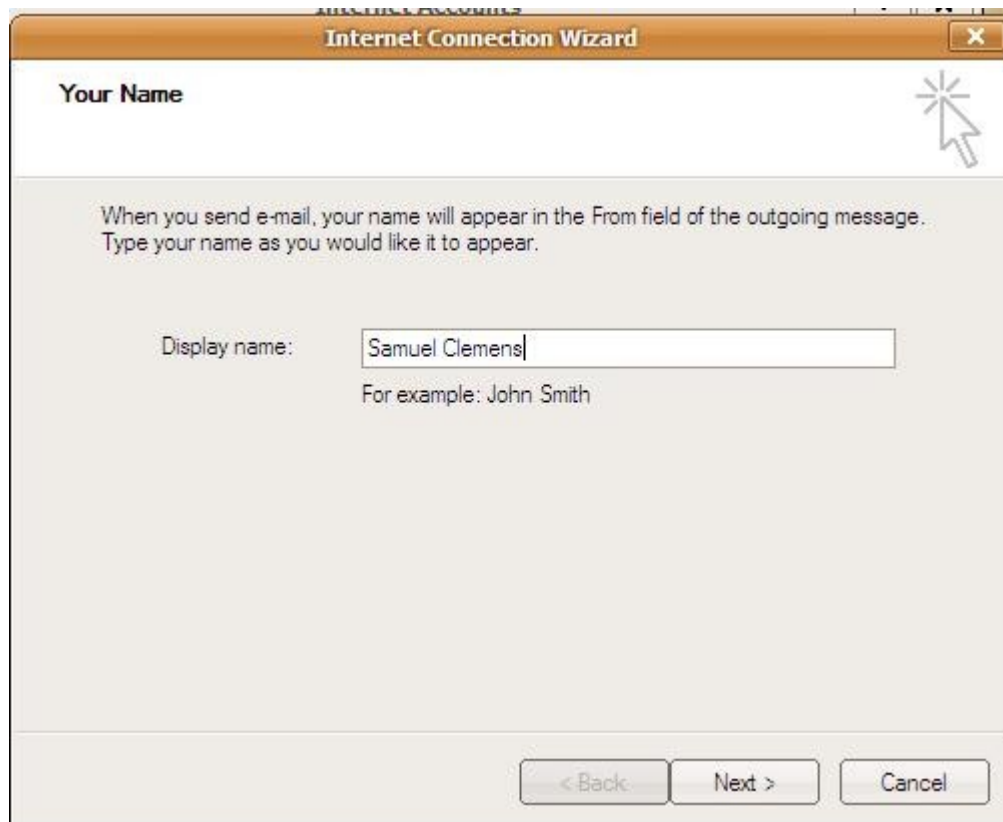 Internet Accounts
Internet Connection Wizard
Your Name
When you send e-mail, your name will appear in the From field of the outgoing message.
Type your name as you would like it to appear.
Display name:
Samuel Clemens
For example: John Smith
< Back
Next >
Cancel